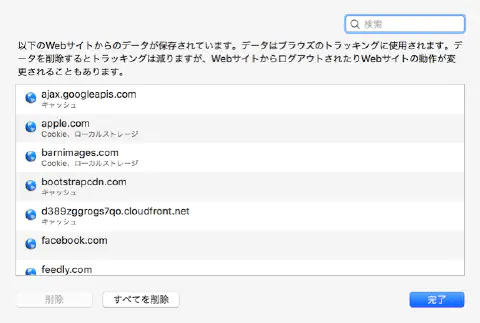 検索
以下のWebサイトからのデータが保存されています。データはブラウズのトラッキングに使用されます。デ
ータを削除するとトラッキングは減りますが、WebサイトからログアウトされたりWebサイトの動作が変
更されることもあります。
ajax.googleapis.com
キャッシュ
apple.com
Cookie、ローカルストレージ
barnimages.com
Cookie、ローカルストレージ
bootstrapcdn.com
キャッシュ
d389zggrogs7qo.cloudfront.net
キャッシュ
facebook.com
feedly.com
削除
すべてを削除
完了